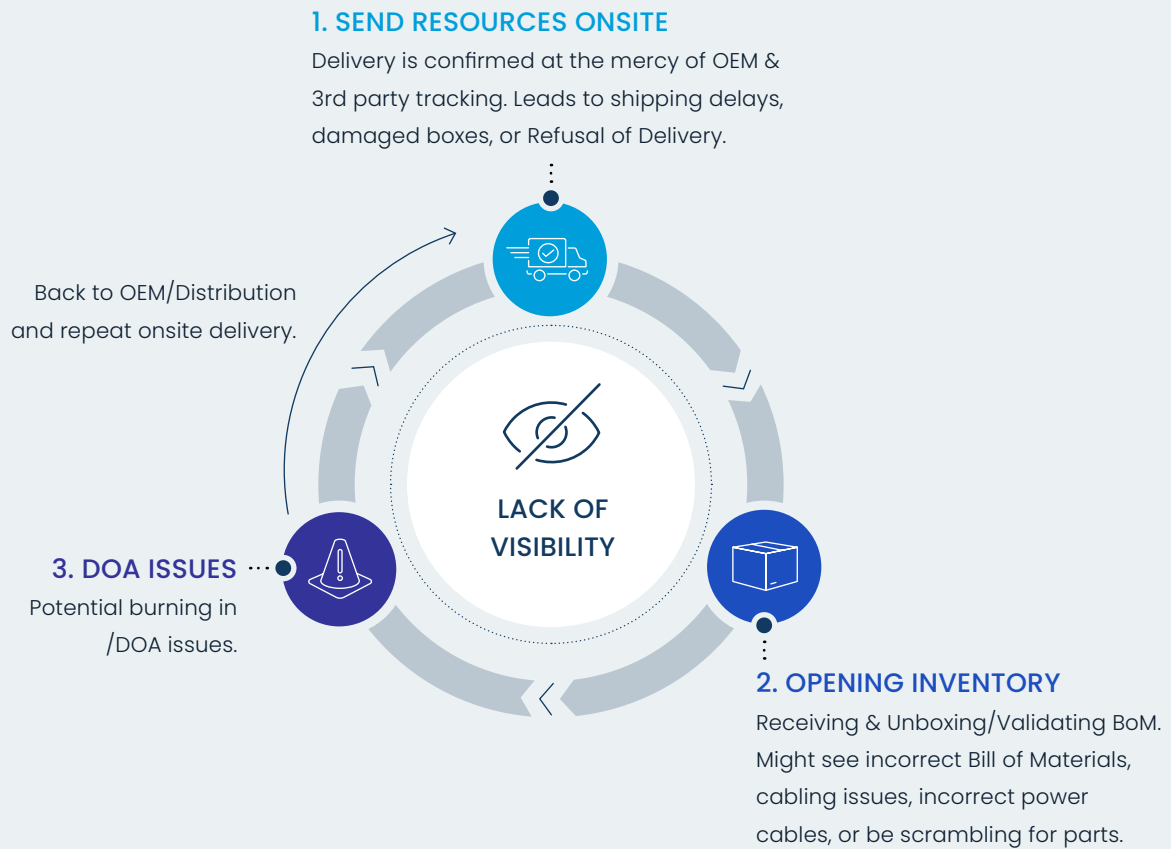 1. SEND RESOURCES ONSITE
Delivery is confirmed at the mercy of OEM &
3rd party tracking. Leads to shipping delays,
damaged boxes, or Refusal of Delivery.
Back to OEM/Distribution
and repeat onsite delivery.
LACK OF
VISIBILITY
3. DOA ISSUES
Potential burning in
/DOA issues.
2. OPENING INVENTORY
Receiving & Unboxing/Validating BoM.
Might see incorrect Bill of Materials,
cabling issues, incorrect power
cables, or be scrambling for parts.